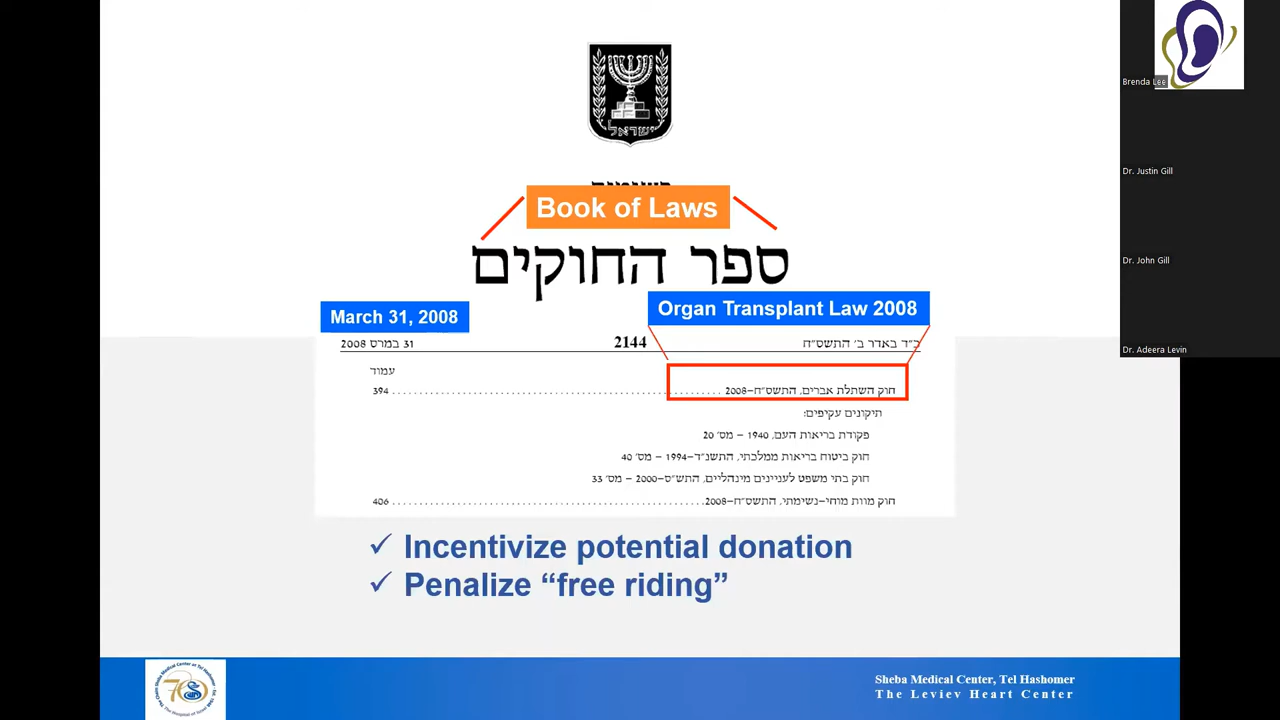 ישראל
רשומות
Book of Laws
ספר החוקים
March 31, 2008
Organ Transplant Law 2008
כ״ד באדר ב׳ התשס״ח
2144
31 במרס 2008
עמוד
חוק השתלת אברים, התשס״ח–2008 394
תיקונים עקיפים:
פקודת בריאות העם, 1940 – מס׳ 20
חוק ביטוח בריאות ממלכתי, התשנ״ד–1994 – מס׳ 40
חוק בתי משפט לעניינים מינהליים, התש״ס–2000 – מס׳ 33
חוק מוות מוחי–נשימתי, התשס״ח–2008 406
✓ Incentivize potential donation
✓ Penalize “free riding”
Sheba Medical Center, Tel Hashomer
The Leviev Heart Center
Brenda Lee
Dr. Justin Gill
Dr. John Gill
Dr. Adeera Levin